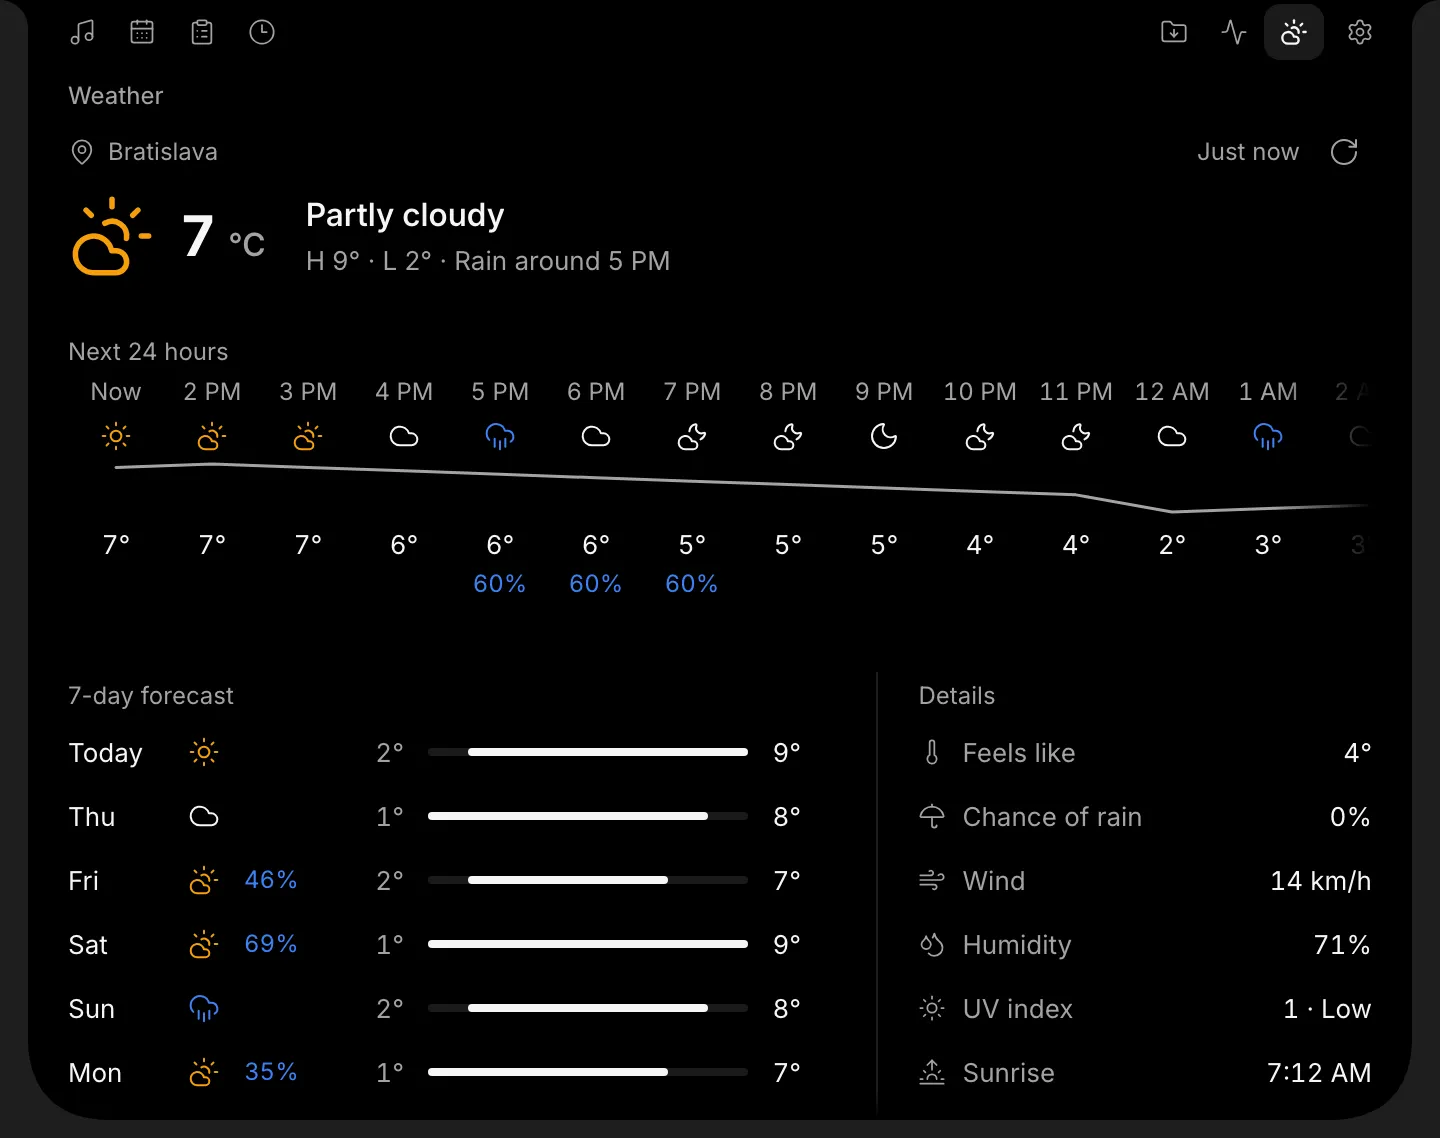 Weather
Bratislava Just now
7 °C Partly cloudy
H 9° · L 2° · Rain around 5 PM
Next 24 hours
Now 2 PM 3 PM 4 PM 5 PM 6 PM 7 PM 8 PM 9 PM 10 PM 11 PM 12 AM 1 AM 2 A
7° 7° 7° 6° 6° 6° 5° 5° 5° 4° 4° 2° 3° 3
60% 60% 60%
7-day forecast
Today 2° 9°
Thu 1° 8°
Fri 46% 2° 7°
Sat 69% 1° 9°
Sun 2° 8°
Mon 35% 1° 7°
Details
Feels like 4°
Chance of rain 0%
Wind 14 km/h
Humidity 71%
UV index 1 · Low
Sunrise 7:12 AM